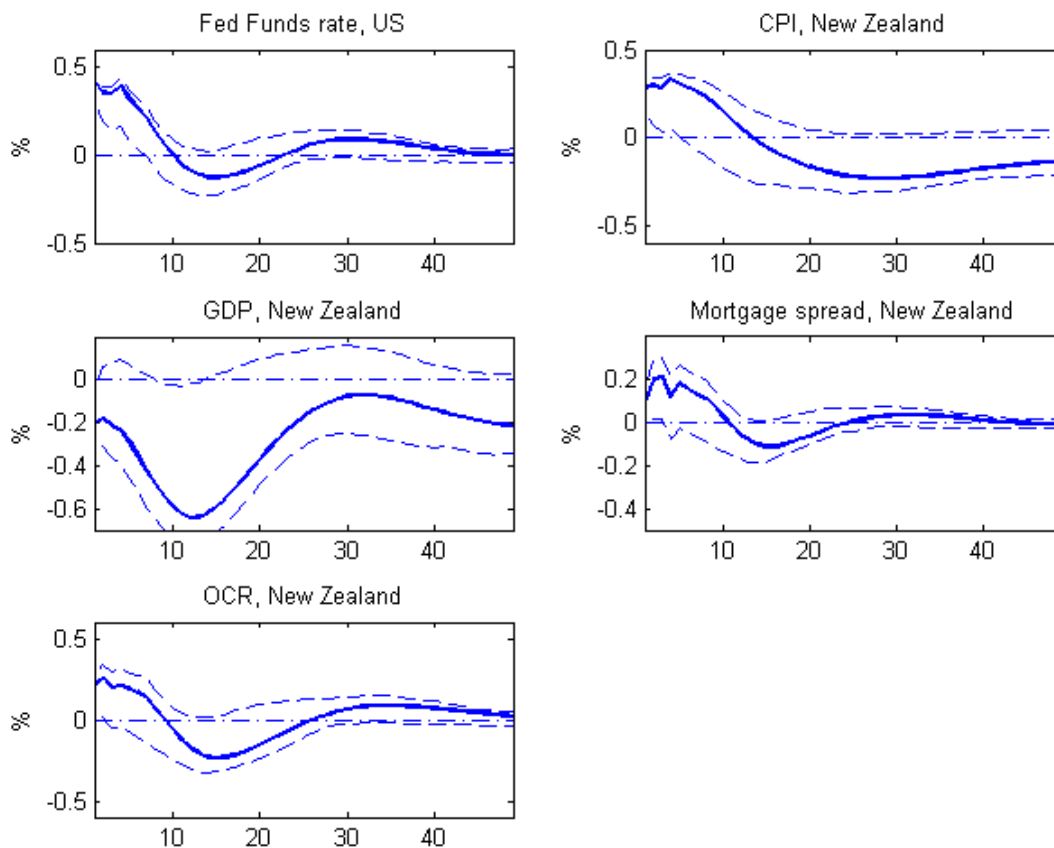 Fed Funds rate, US
0.5
0
-0.5
%
10 20 30 40
CPI, New Zealand
0.5
0
-0.5
%
10 20 30 40
GDP, New Zealand
0
-0.2
-0.4
-0.6
%
10 20 30 40
Mortgage spread, New Zealand
0.2
0
-0.2
-0.4
%
10 20 30 40
OCR, New Zealand
0.5
0
-0.5
%
10 20 30 40